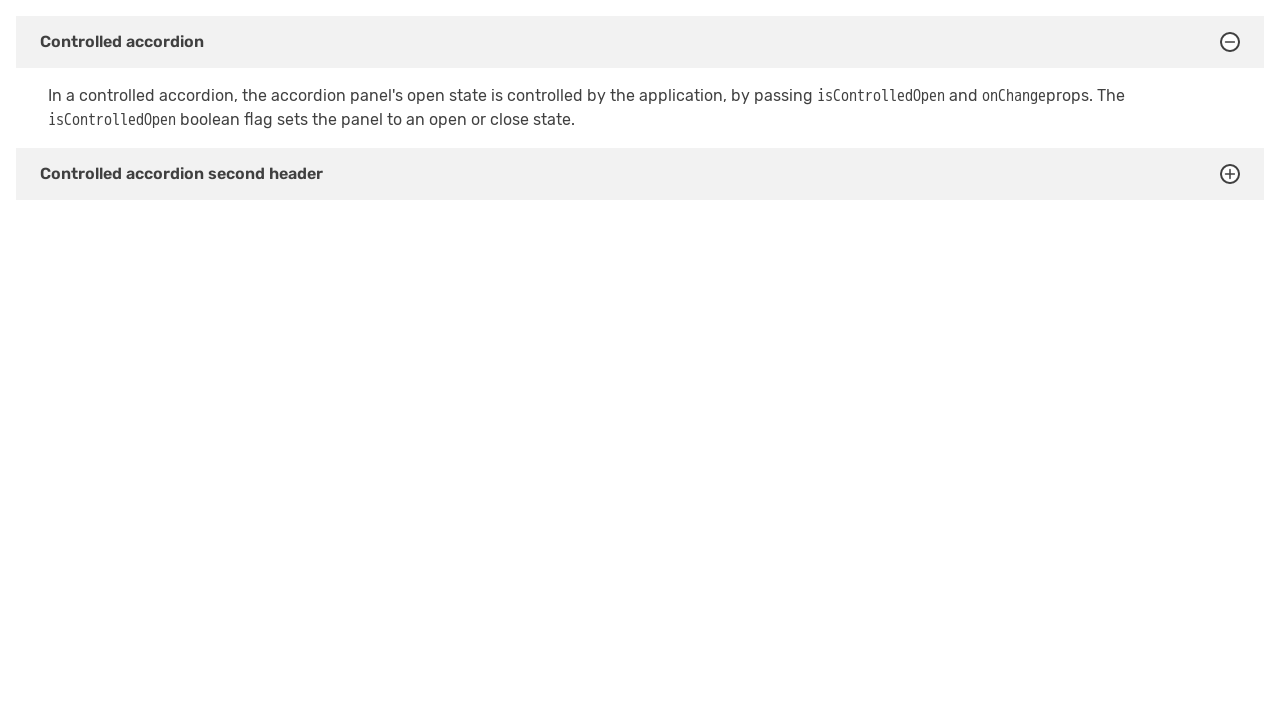 Controlled accordion
In a controlled accordion, the accordion panel's open state is controlled by the application, by passing isControlledOpen and onChangeprops. The
isControlledOpen boolean flag sets the panel to an open or close state.
Controlled accordion second header